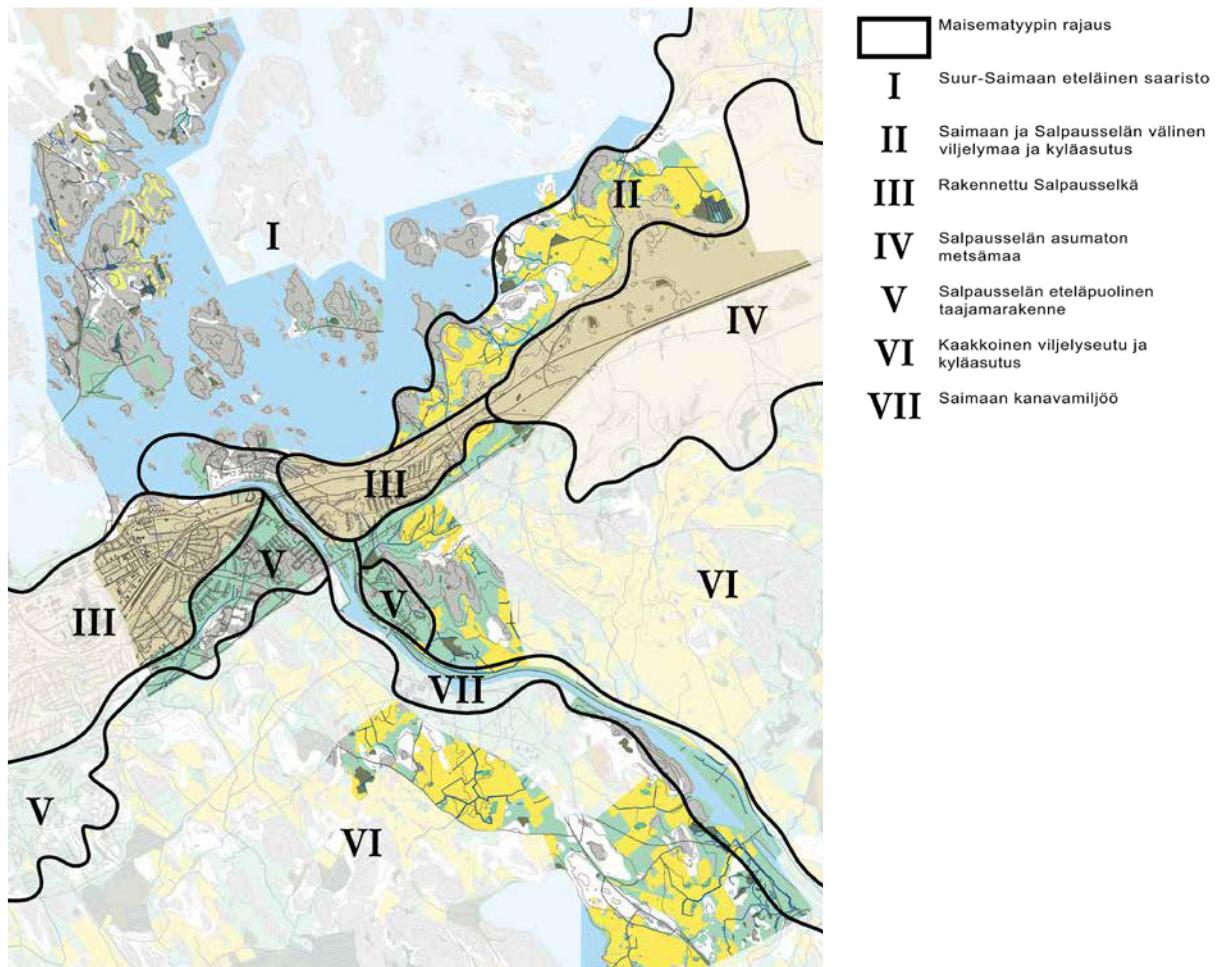 Maisematyypin rajaus
I Suur-Saimaan eteläinen saaristo
II Saimaan ja Salpausselän välinen
viljelymaa ja kyläasutus
III Rakennettu Salpausselkä
IV Salpausselän asumaton
metsämaa
V Salpausselän eteläpuolinen
taajamarakenne
VI Kaakkoinen viljelyseutu ja
kyläasutus
VII Saimaan kanavamiljöö
II
I
IV
III
V
VI
V
III
VII
V
VI